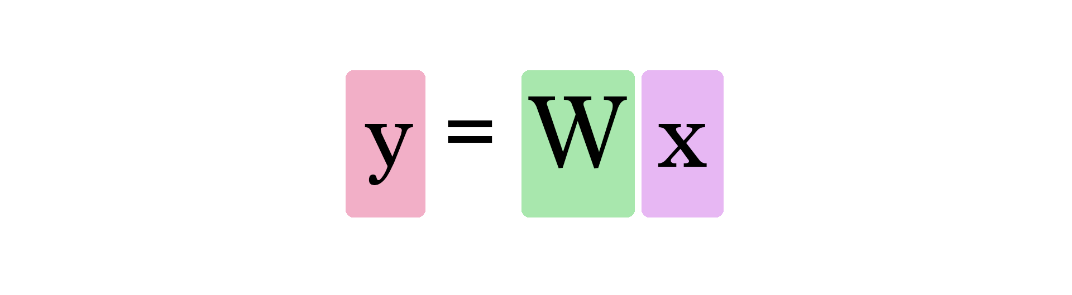 y = W x